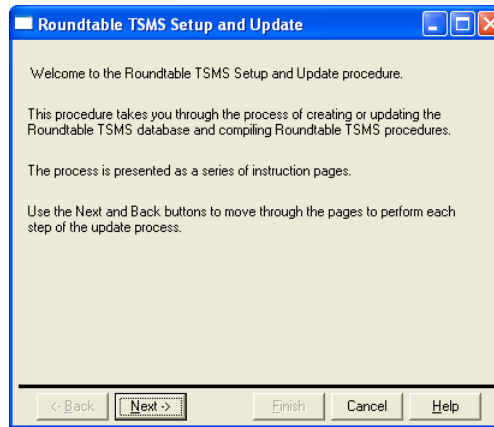 Roundtable TSMS Setup and Update
Welcome to the Roundtable TSMS Setup and Update procedure.
This procedure takes you through the process of creating or updating the
Roundtable TSMS database and compiling Roundtable TSMS procedures.
The process is presented as a series of instruction pages.
Use the Next and Back buttons to move through the pages to perform each
step of the update process.
<- Back Next -> Finish Cancel Help